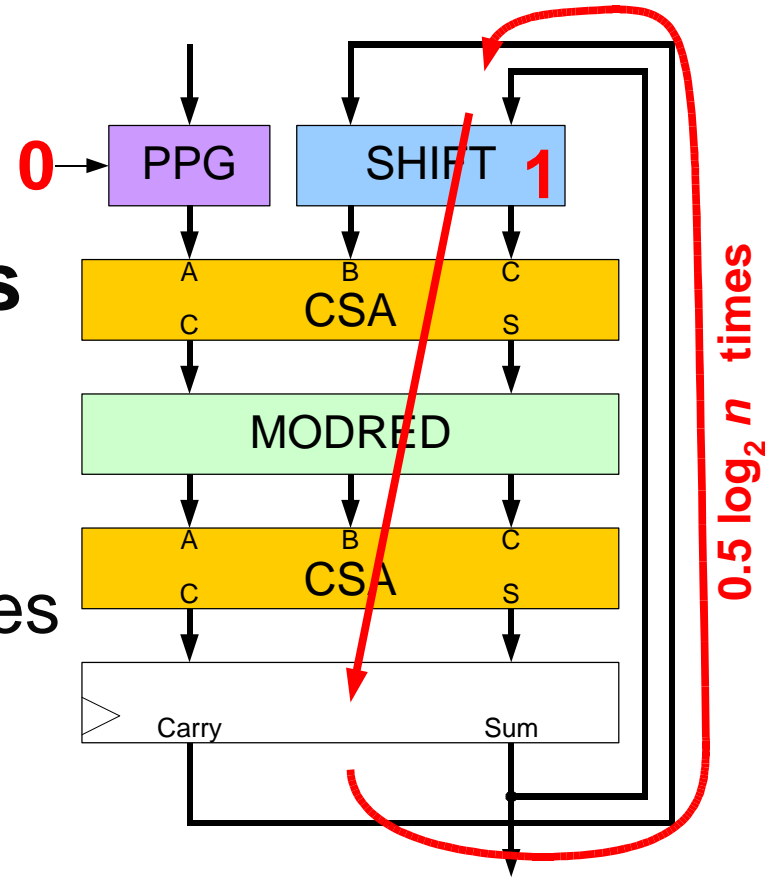 0 PPG SHIFT 1
s
A B C
CSA
C S
MODRED
A B C
CSA
C S
es
Carry Sum
0.5 log₂ n times